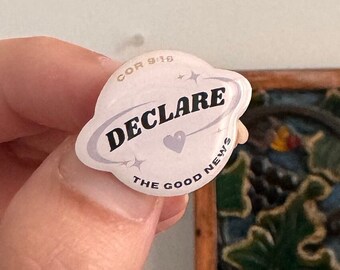 COR 9:16
DECLARE
THE GOOD NEWS